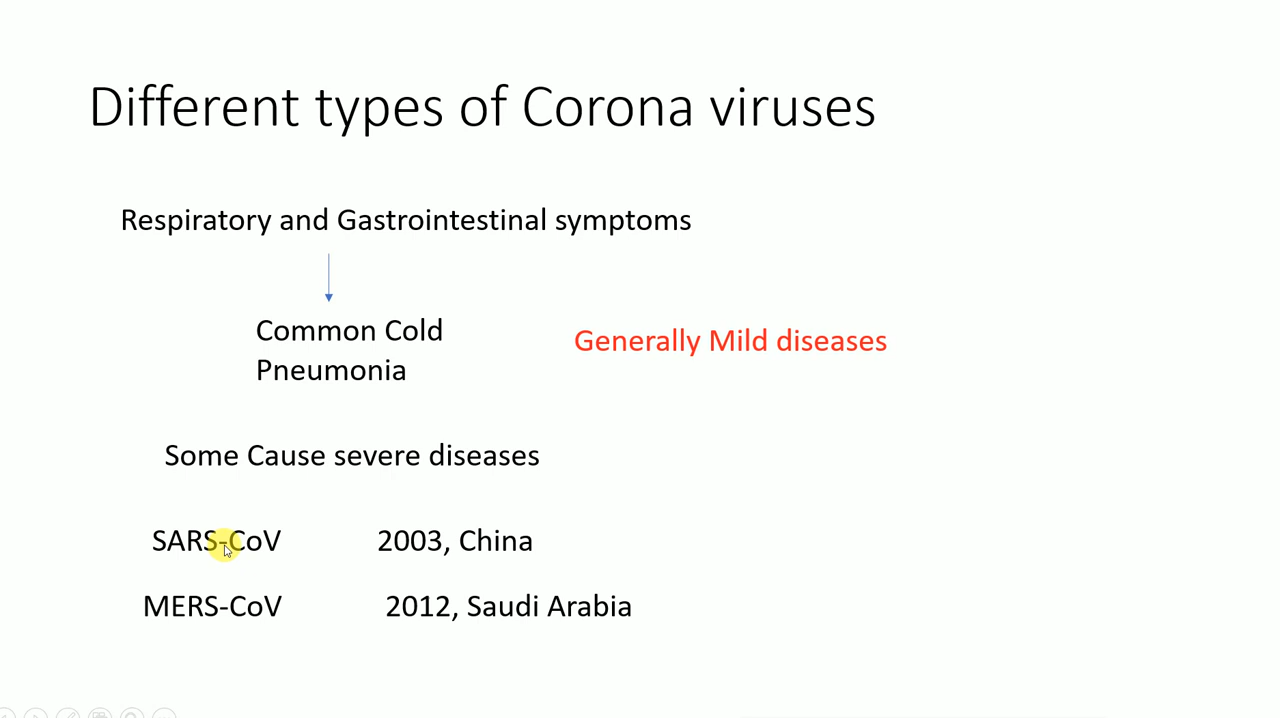 Different types of Corona viruses
Respiratory and Gastrointestinal symptoms
Common Cold
Pneumonia
Generally Mild diseases
Some Cause severe diseases
SARS-CoV 2003, China
MERS-CoV 2012, Saudi Arabia